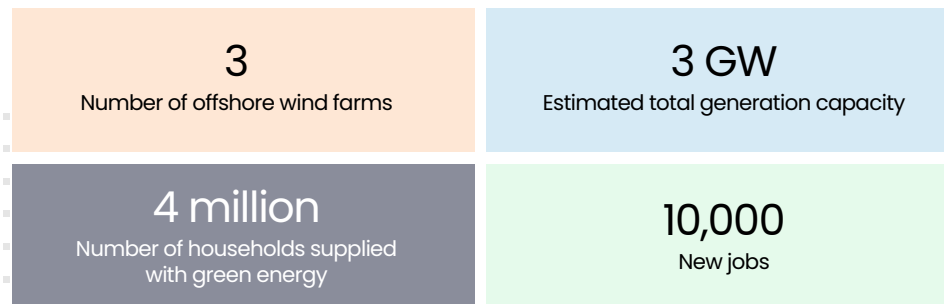 3
Number of offshore wind farms
3 GW
Estimated total generation capacity
4 million
Number of households supplied
with green energy
10,000
New jobs